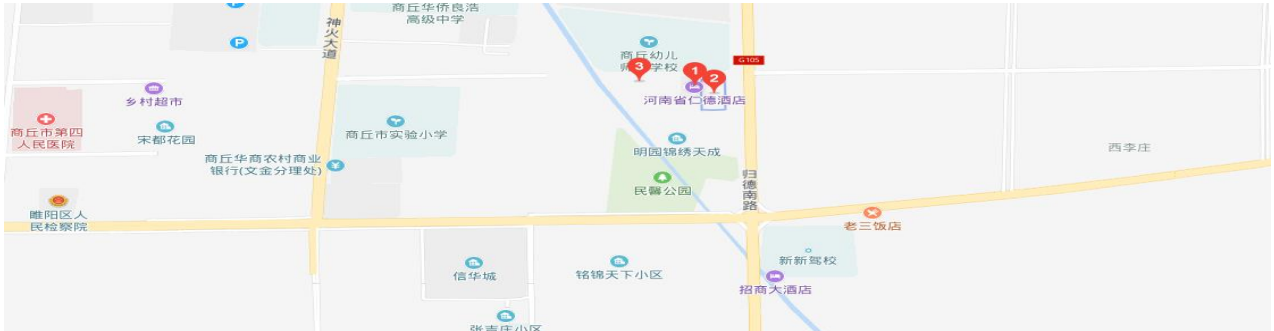 商丘华侨良浩
高级中学
神火大道
P
P
商丘幼儿
师 学校
G105
3
1
2
河南省仁德酒店
乡村超市
商丘市第四
人民医院
宋都花园
商丘市实验小学
明园锦绣天成
西李庄
商丘华商农村商业
银行(文金分理处)
民馨公园
归德南路
睢阳区人
民检察院
老三饭店
信华城
铭锦天下小区
新新驾校
招商大酒店
张吉庄小区